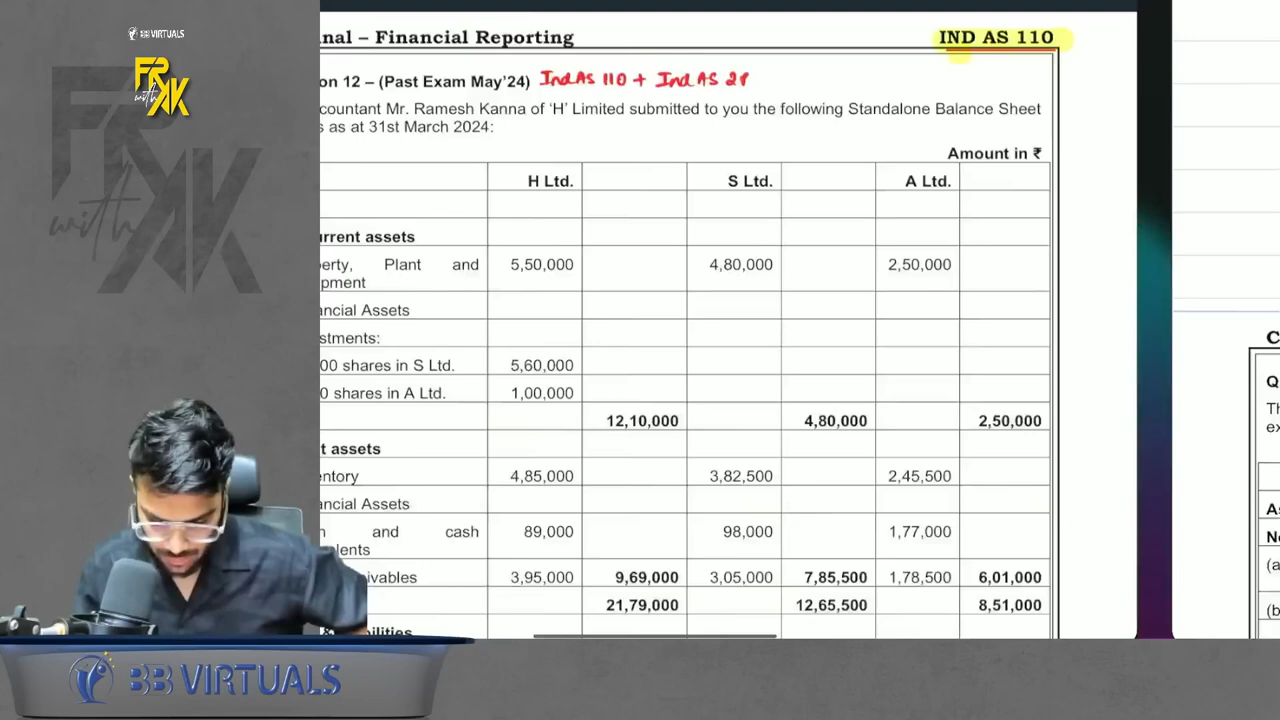 BB VIRTUALS
FR
with
AK
nal – Financial Reporting
IND AS 110
on 12 – (Past Exam May'24) Ind AS 110 + Ind AS 28
countant Mr. Ramesh Kanna of 'H' Limited submitted to you the following Standalone Balance Sheet
s as at 31st March 2024:
Amount in ₹
H Ltd. S Ltd. A Ltd.
urrent assets
erty, Plant and 5,50,000 4,80,000 2,50,000
pment
ncial Assets
stments:
00 shares in S Ltd. 5,60,000
0 shares in A Ltd. 1,00,000
12,10,000 4,80,000 2,50,000
t assets
entory 4,85,000 3,82,500 2,45,500
ncial Assets
and cash 89,000 98,000 1,77,000
lents
ivables 3,95,000 9,69,000 3,05,000 7,85,500 1,78,500 6,01,000
21,79,000 12,65,500 8,51,000
bilities
BB VIRTUALS
C
Q
Th
ex
As
No
(a
(b